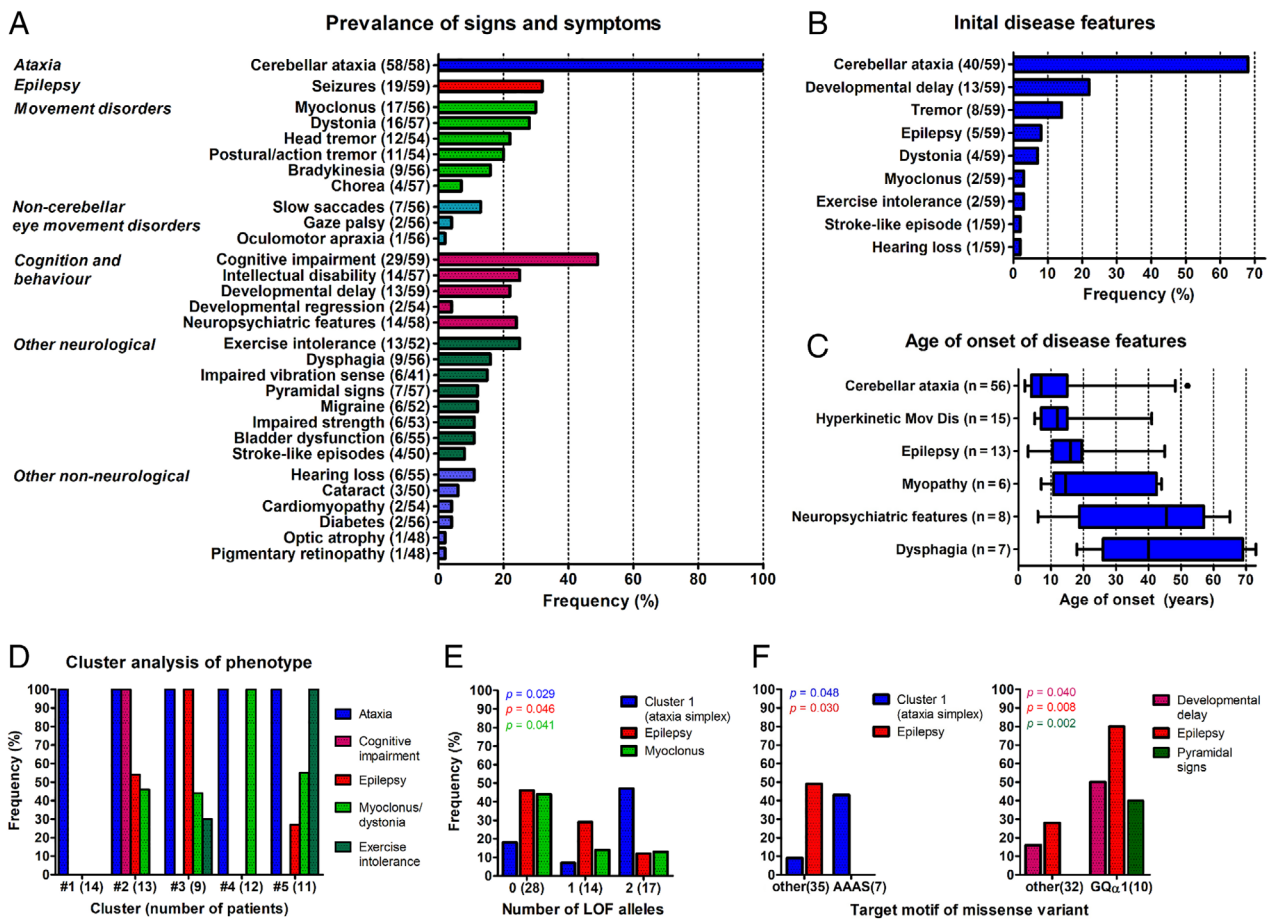 A
Prevalance of signs and symptoms
Ataxia
Cerebellar ataxia (58/58)
Epilepsy
Seizures (19/59)
Movement disorders
Myoclonus (17/56)
Dystonia (16/57)
Head tremor (12/54)
Postural/action tremor (11/54)
Bradykinesia (9/56)
Chorea (4/57)
Non-cerebellar
eye movement disorders
Slow saccades (7/56)
Gaze palsy (2/56)
Oculomotor apraxia (1/56)
Cognition and
behaviour
Cognitive impairment (29/59)
Intellectual disability (14/57)
Developmental delay (13/59)
Developmental regression (2/54)
Neuropsychiatric features (14/58)
Other neurological
Exercise intolerance (13/52)
Dysphagia (9/56)
Impaired vibration sense (6/41)
Pyramidal signs (7/57)
Migraine (6/52)
Impaired strength (6/53)
Bladder dysfunction (6/55)
Stroke-like episodes (4/50)
Other non-neurological
Hearing loss (6/55)
Cataract (3/50)
Cardiomyopathy (2/54)
Diabetes (2/56)
Optic atrophy (1/48)
Pigmentary retinopathy (1/48)
0 20 40 60 80 100
Frequency (%)
B
Inital disease features
Cerebellar ataxia (40/59)
Developmental delay (13/59)
Tremor (8/59)
Epilepsy (5/59)
Dystonia (4/59)
Myoclonus (2/59)
Exercise intolerance (2/59)
Stroke-like episode (1/59)
Hearing loss (1/59)
0 10 20 30 40 50 60 70
Frequency (%)
C
Age of onset of disease features
Cerebellar ataxia (n = 56)
Hyperkinetic Mov Dis (n = 15)
Epilepsy (n = 13)
Myopathy (n = 6)
Neuropsychiatric features (n = 8)
Dysphagia (n = 7)
0 10 20 30 40 50 60 70
Age of onset (years)
D
Cluster analysis of phenotype
100
90
80
70
60
50
40
30
20
10
0
Frequency (%)
#1 (14) #2 (13) #3 (9) #4 (12) #5 (11)
Cluster (number of patients)
Ataxia
Cognitive
impairment
Epilepsy
Myoclonus/
dystonia
Exercise
intolerance
E
100
90
80
70
60
50
40
30
20
10
0
Frequency (%)
p = 0.029
p = 0.046
p = 0.041
Cluster 1
(ataxia simplex)
Epilepsy
Myoclonus
0 (28) 1 (14) 2 (17)
Number of LOF alleles
F
100
90
80
70
60
50
40
30
20
10
0
p = 0.048
p = 0.030
Cluster 1
(ataxia simplex)
Epilepsy
other(35) AAAS(7)
100
90
80
70
60
50
40
30
20
10
0
p = 0.040
p = 0.008
p = 0.002
Developmental
delay
Epilepsy
Pyramidal
signs
other(32) GQα1(10)
Target motif of missense variant